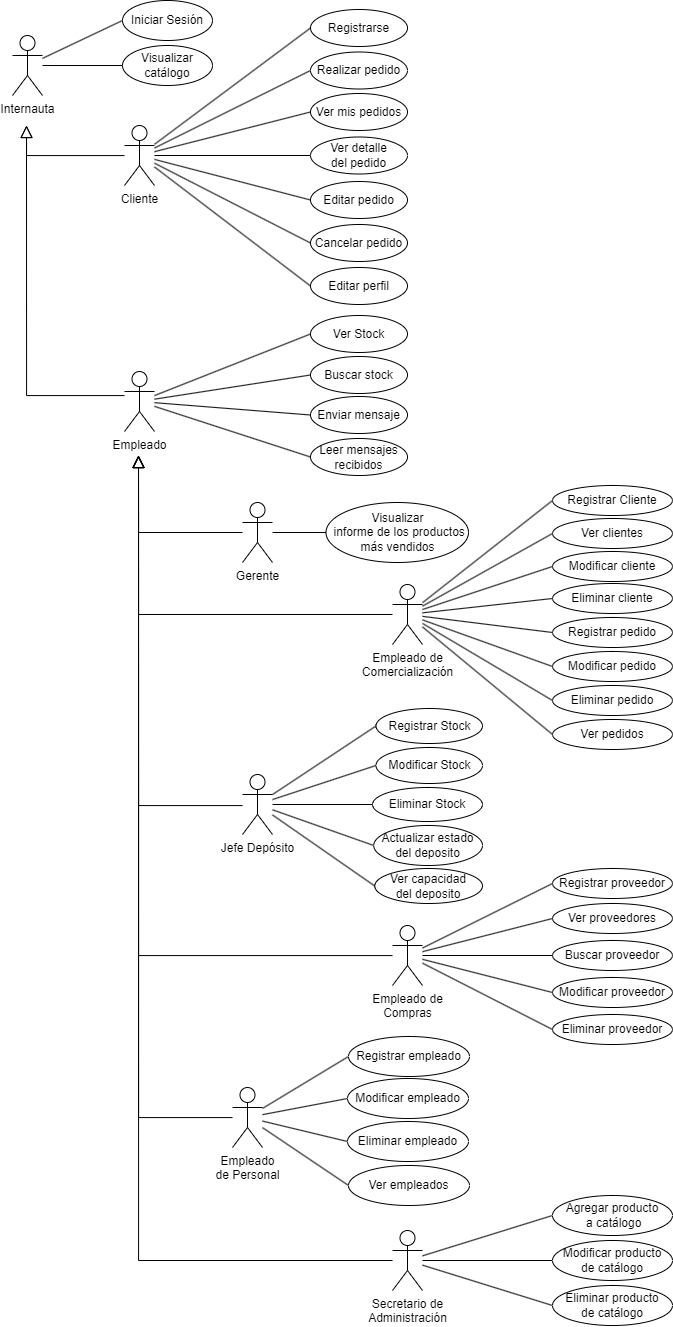 Iniciar Sesión
Visualizar
catálogo
Internauta
Registrarse
Realizar pedido
Ver mis pedidos
Ver detalle
del pedido
Cliente
Editar pedido
Cancelar pedido
Editar perfil
Ver Stock
Buscar stock
Enviar mensaje
Empleado
Leer mensajes
recibidos
Visualizar
informe de los productos
más vendidos
Gerente
Registrar Cliente
Ver clientes
Modificar cliente
Eliminar cliente
Registrar pedido
Empleado de
Comercialización
Modificar pedido
Eliminar pedido
Ver pedidos
Registrar Stock
Modificar Stock
Eliminar Stock
Jefe Depósito
Actualizar estado
del deposito
Ver capacidad
del deposito
Registrar proveedor
Ver proveedores
Buscar proveedor
Empleado de
Compras
Modificar proveedor
Eliminar proveedor
Registrar empleado
Modificar empleado
Eliminar empleado
Empleado
de Personal
Ver empleados
Agregar producto
a catálogo
Modificar producto
de catálogo
Secretario de
Administración
Eliminar producto
de catálogo